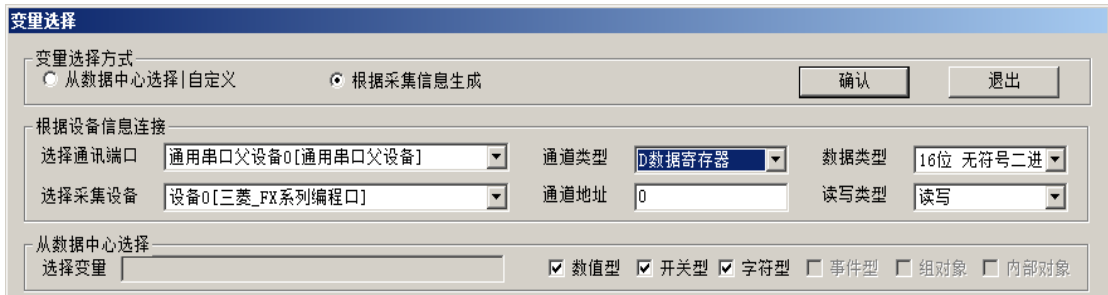 变量选择
变量选择方式
从数据中心选择|自定义 根据采集信息生成 确认 退出
根据设备信息连接
选择通讯端口 通用串口父设备0[通用串口父设备] 通道类型 D数据寄存器 数据类型 16位 无符号二进
选择采集设备 设备0[三菱_FX系列编程口] 通道地址 0 读写类型 读写
从数据中心选择
选择变量 数值型 开关型 字符型 事件型 组对象 内部对象